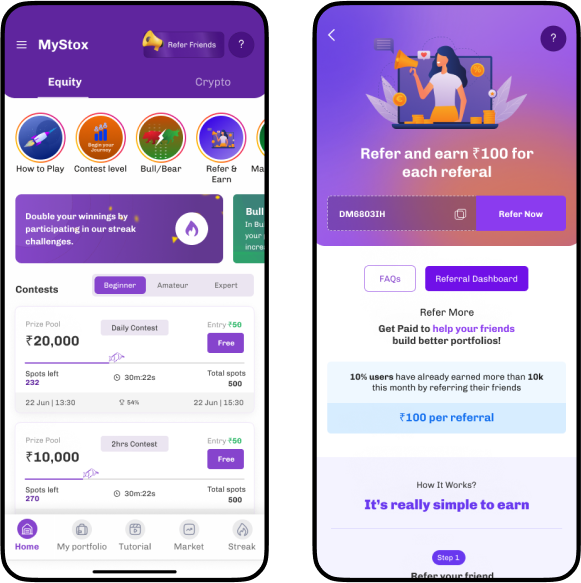 MyStox
Refer Friends
?
Equity
Crypto
Begin your
Journey
How to Play
Contest level
Bull/Bear
Refer &
Earn
Ma
Double your winnings by
participating in our streak
challenges.
Bull
In Bu
your
increa
Contests
Beginner
Amateur
Expert
Prize Pool
Daily Contest
Entry ₹50
₹20,000
Free
Spots left
232
30m:22s
Total spots
500
22 Jun | 13:30
54%
22 Jun | 15:30
Prize Pool
2hrs Contest
Entry ₹50
₹10,000
Free
Spots left
270
30m:22s
Total spots
500
Home
My portfolio
Tutorial
Market
Streak
?
Refer and earn ₹100 for
each referal
DM6803IH
Refer Now
FAQs
Referral Dashboard
Refer More
Get Paid to help your friends
build better portfolios!
10% users have already earned more than 10k
this month by referring their friends
₹100 per referral
How It Works?
It's really simple to earn
Step 1
Refer your friend